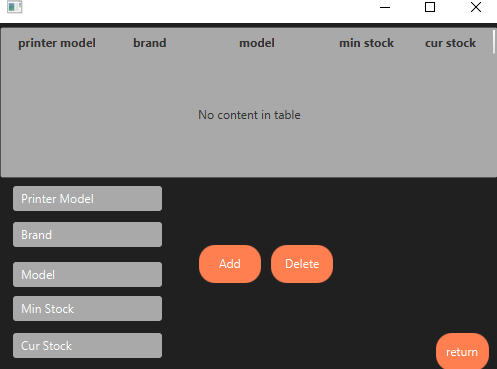 printer model brand model min stock cur stock
No content in table
Printer Model
Brand
Model
Min Stock
Cur Stock
Add Delete
return